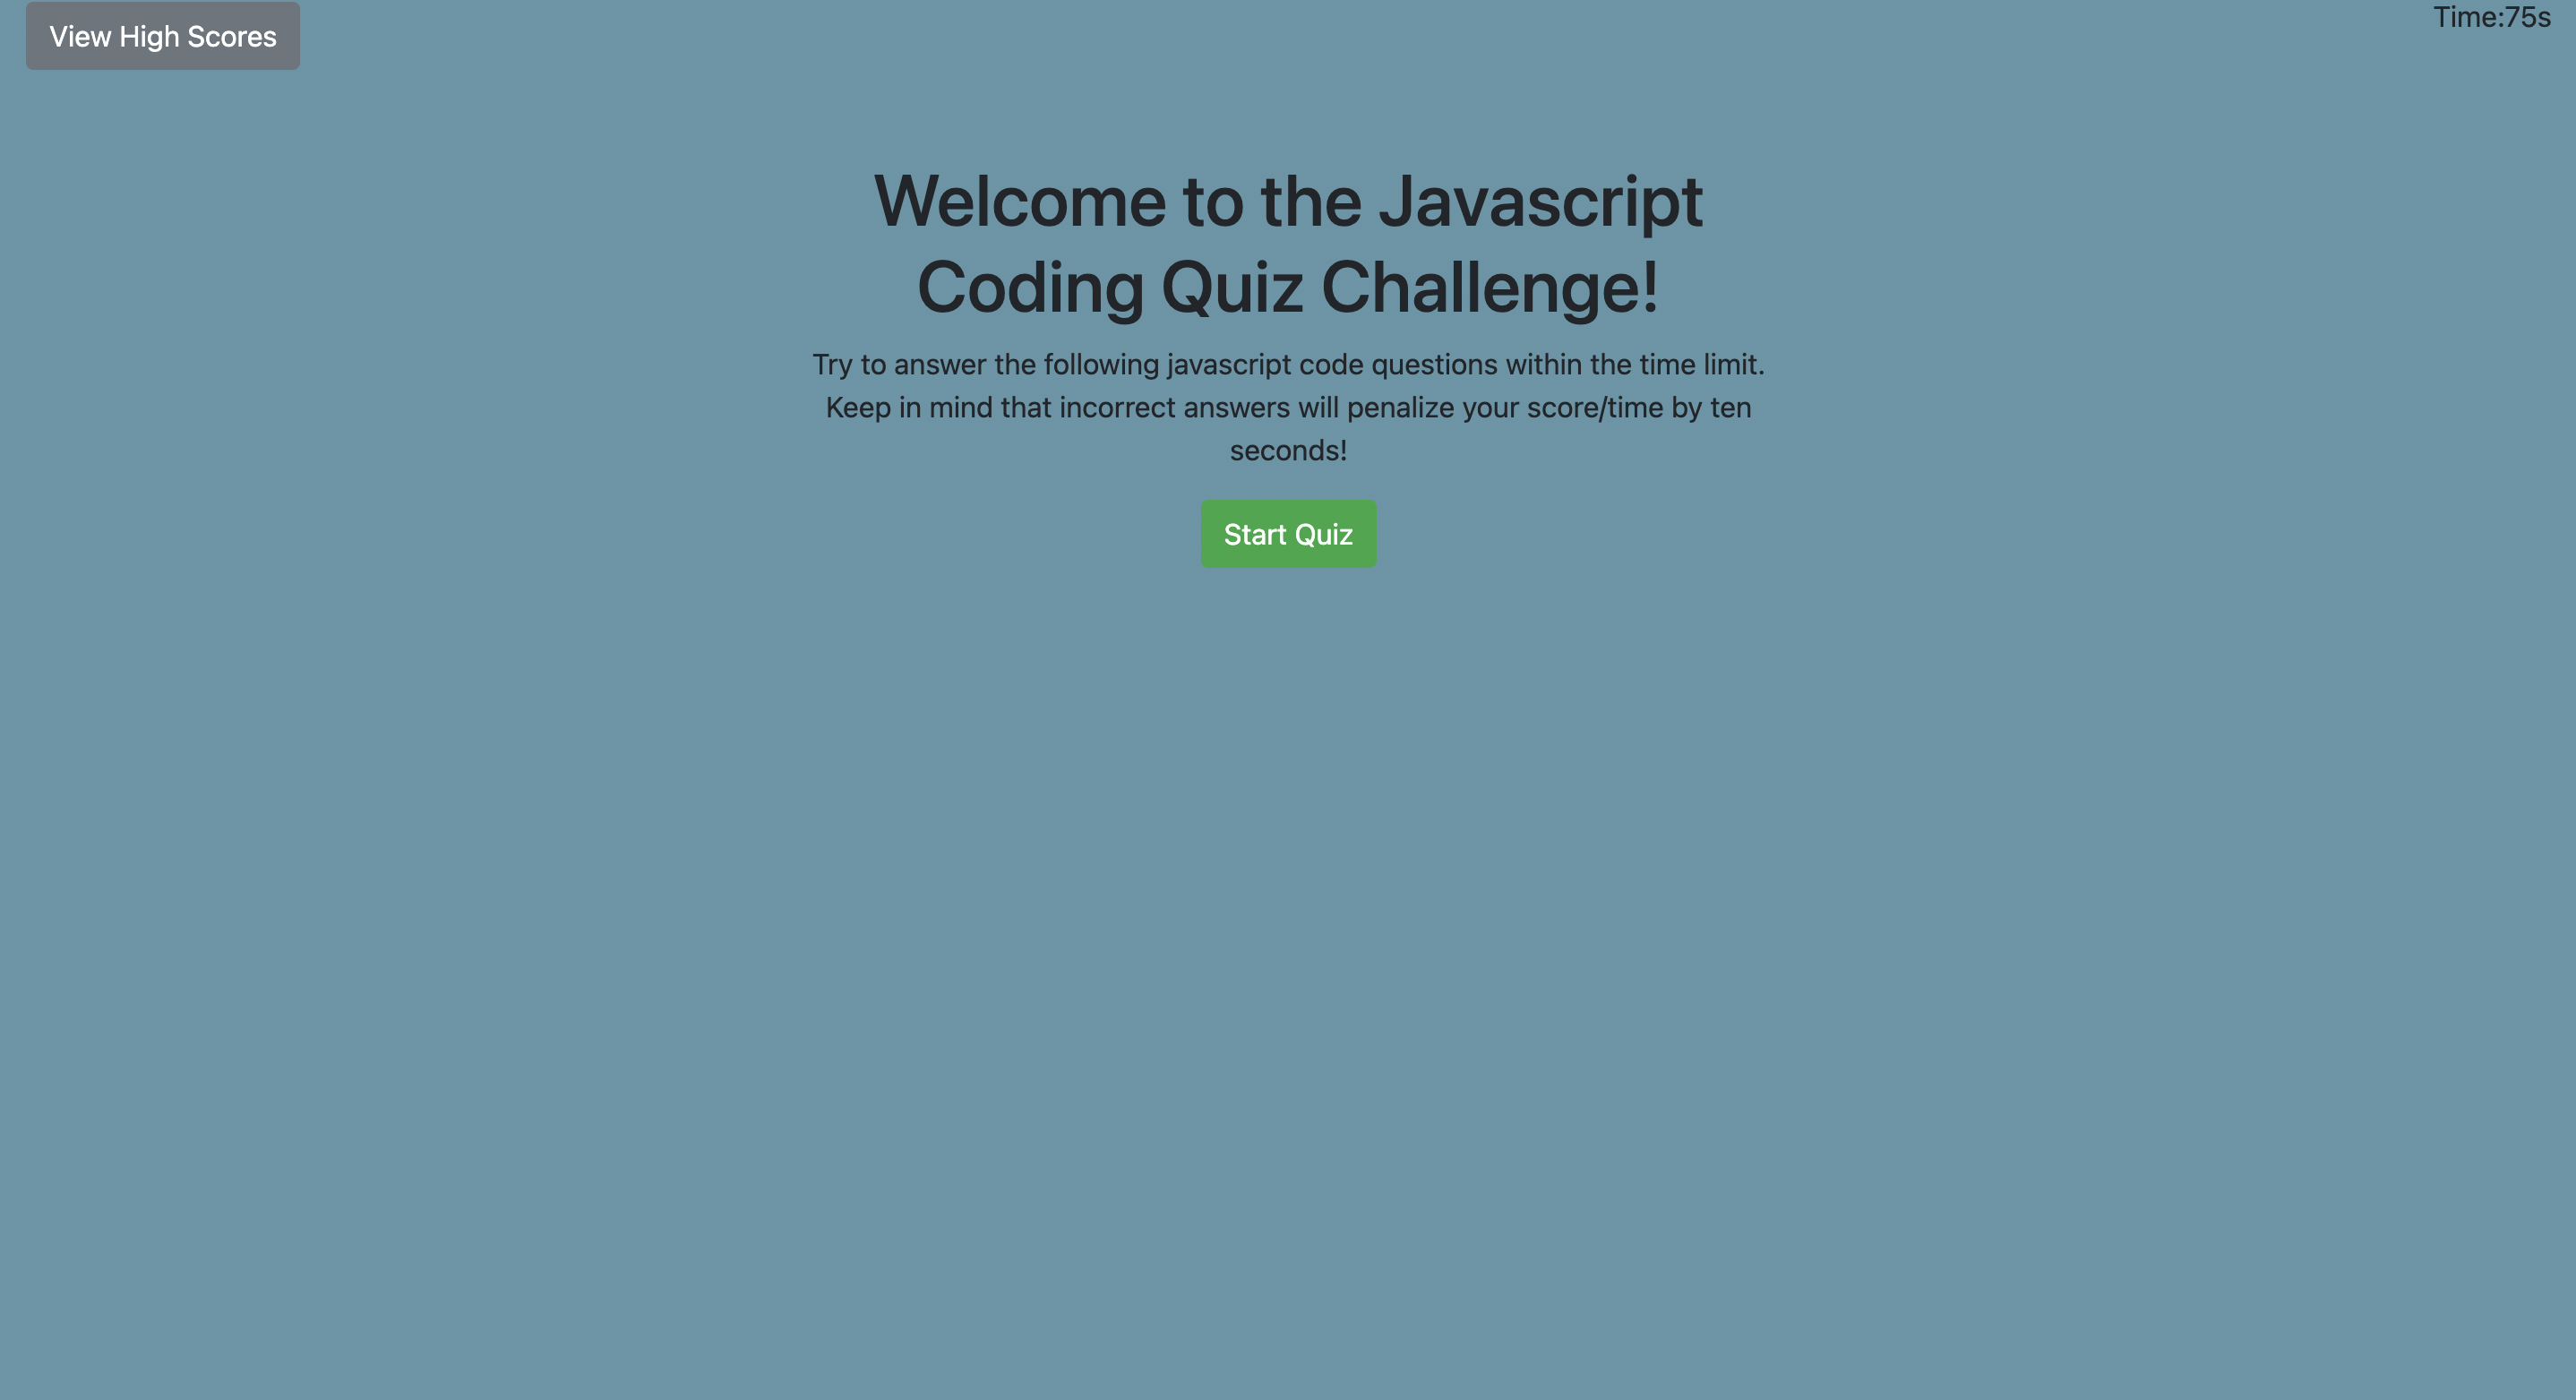 View High Scores
Time:75s
Welcome to the Javascript
Coding Quiz Challenge!
Try to answer the following javascript code questions within the time limit.
Keep in mind that incorrect answers will penalize your score/time by ten
seconds!
Start Quiz